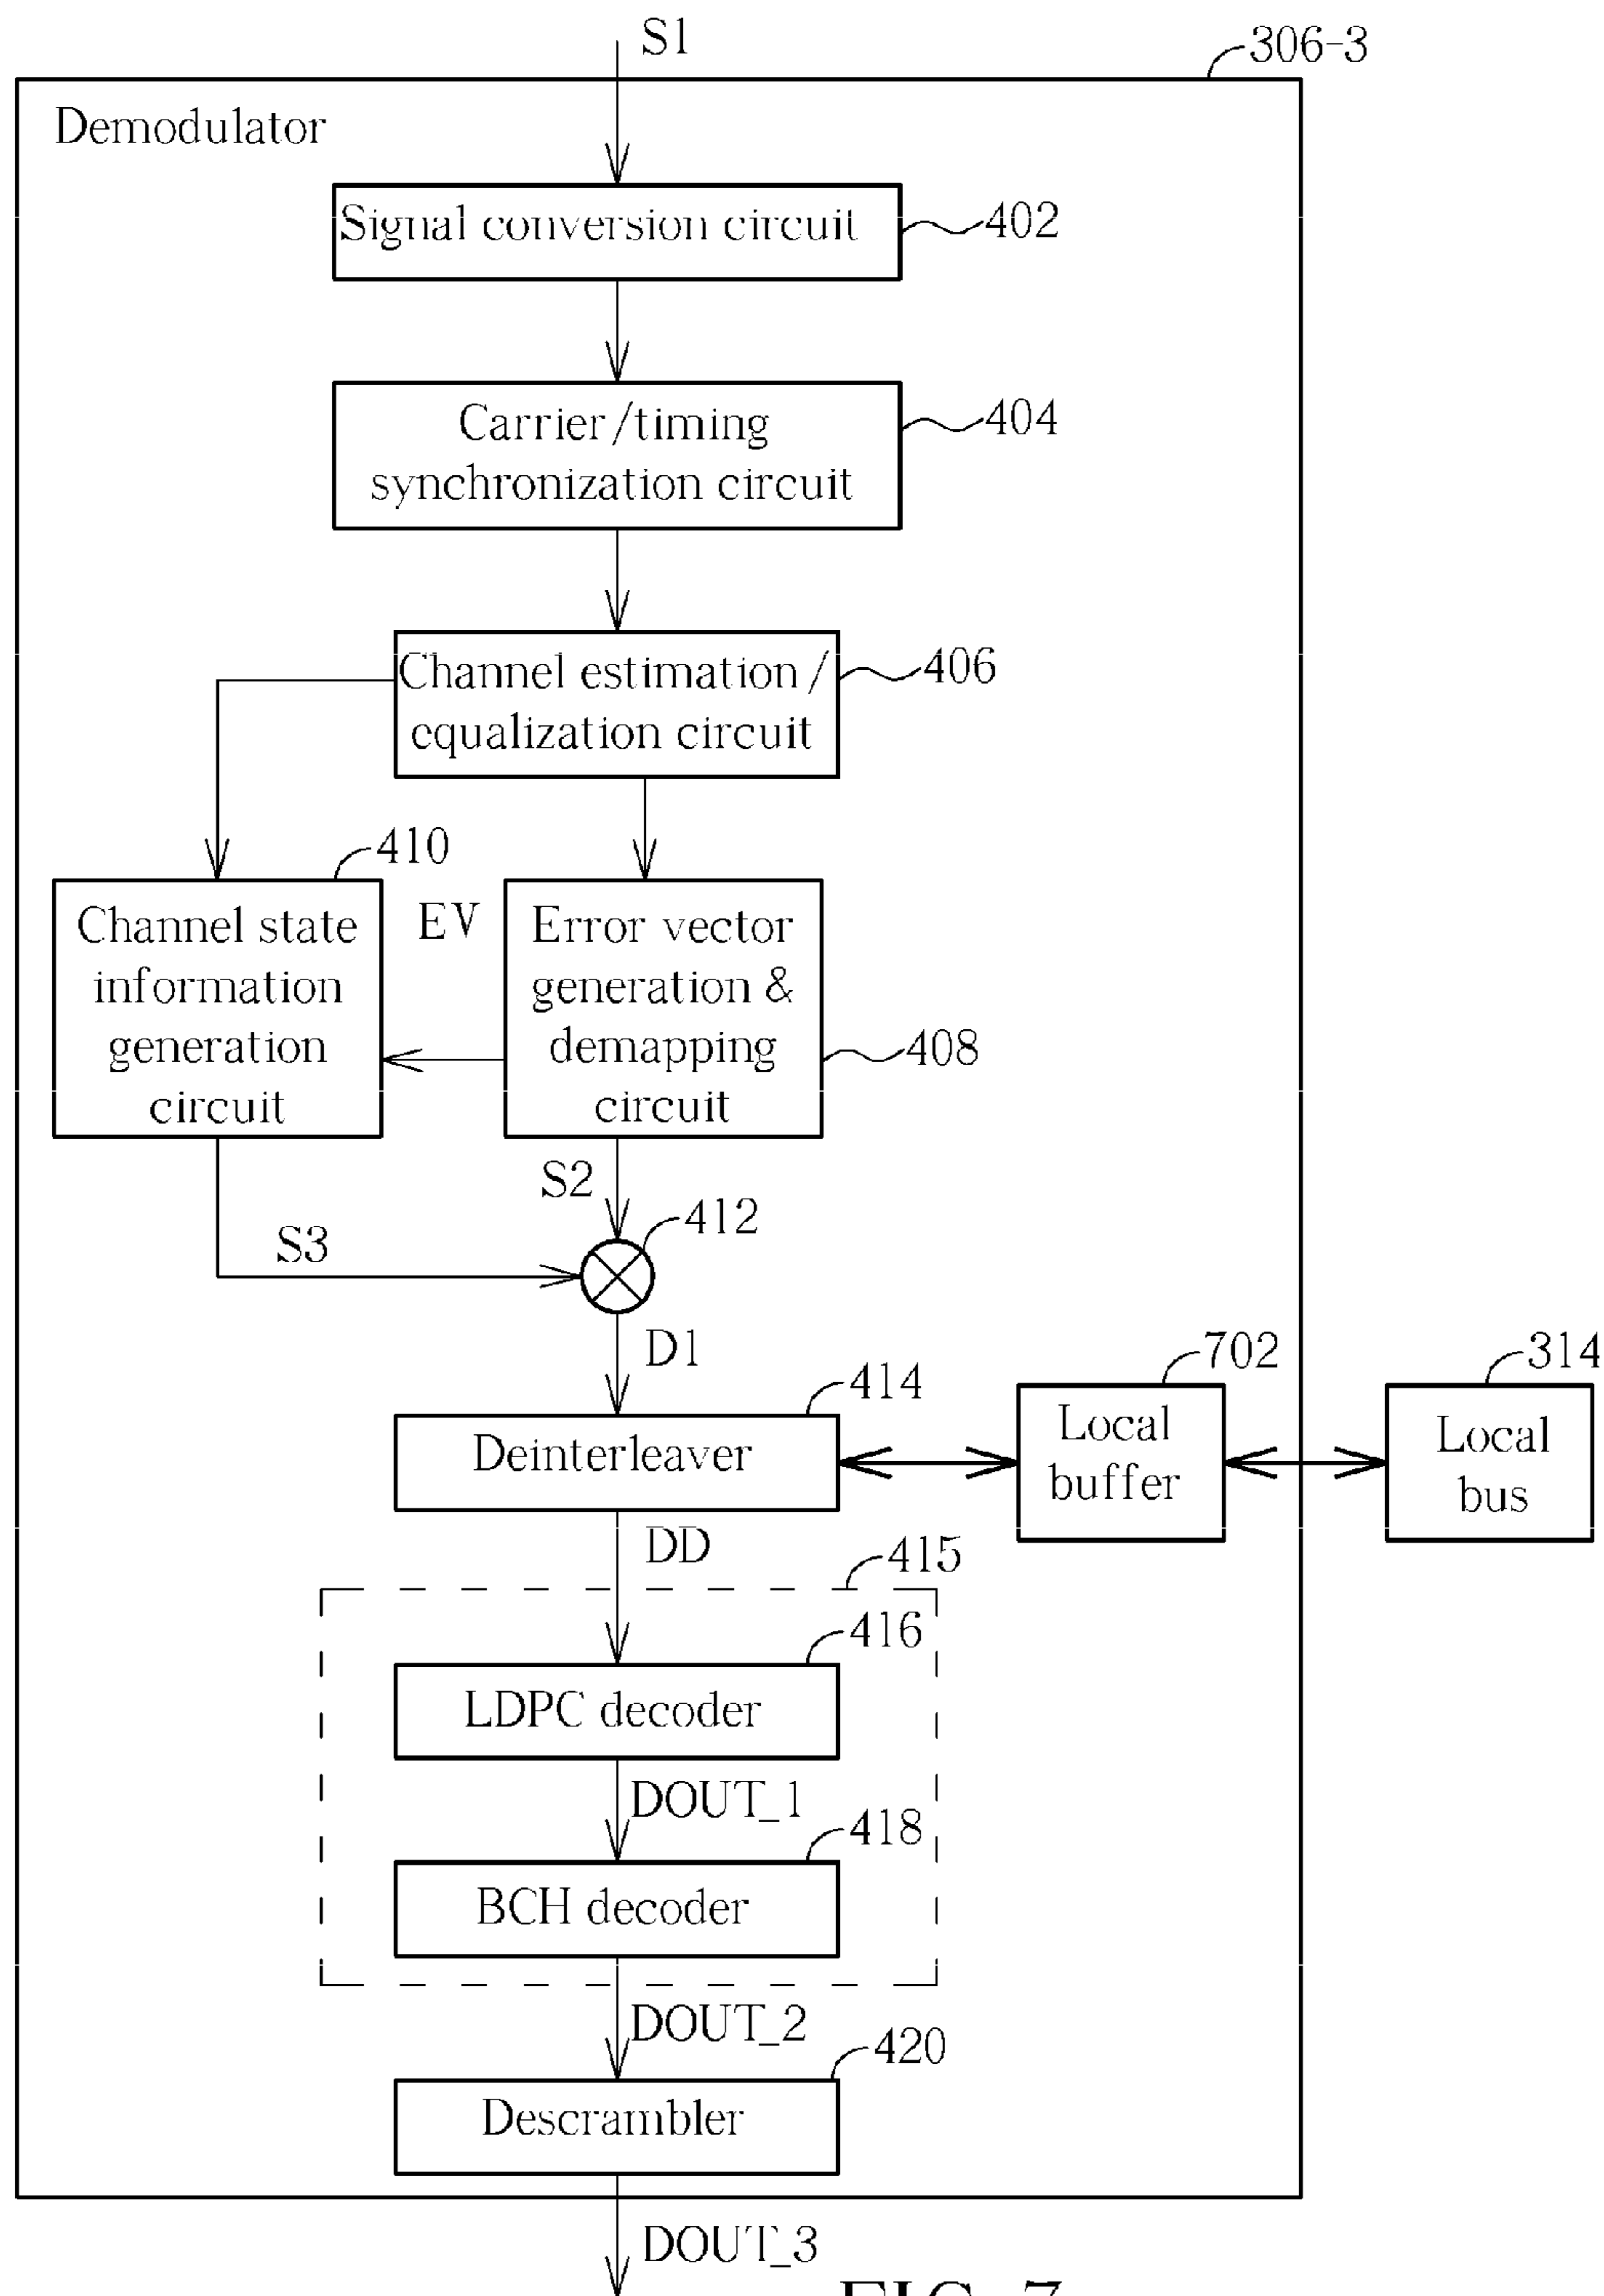 S1
306-3
Demodulator
Signal conversion circuit
402
Carrier/timing
synchronization circuit
404
Channel estimation/
equalization circuit
406
410
Channel state
information
generation
circuit
EV
Error vector
generation &
demapping
circuit
408
S2
412
S3
D1
414
Deinterleaver
702
Local
buffer
314
Local
bus
DD
415
416
LDPC decoder
DOUT_1
418
BCH decoder
DOUT_2
420
Descrambler
DOUT_3
FIG. 7